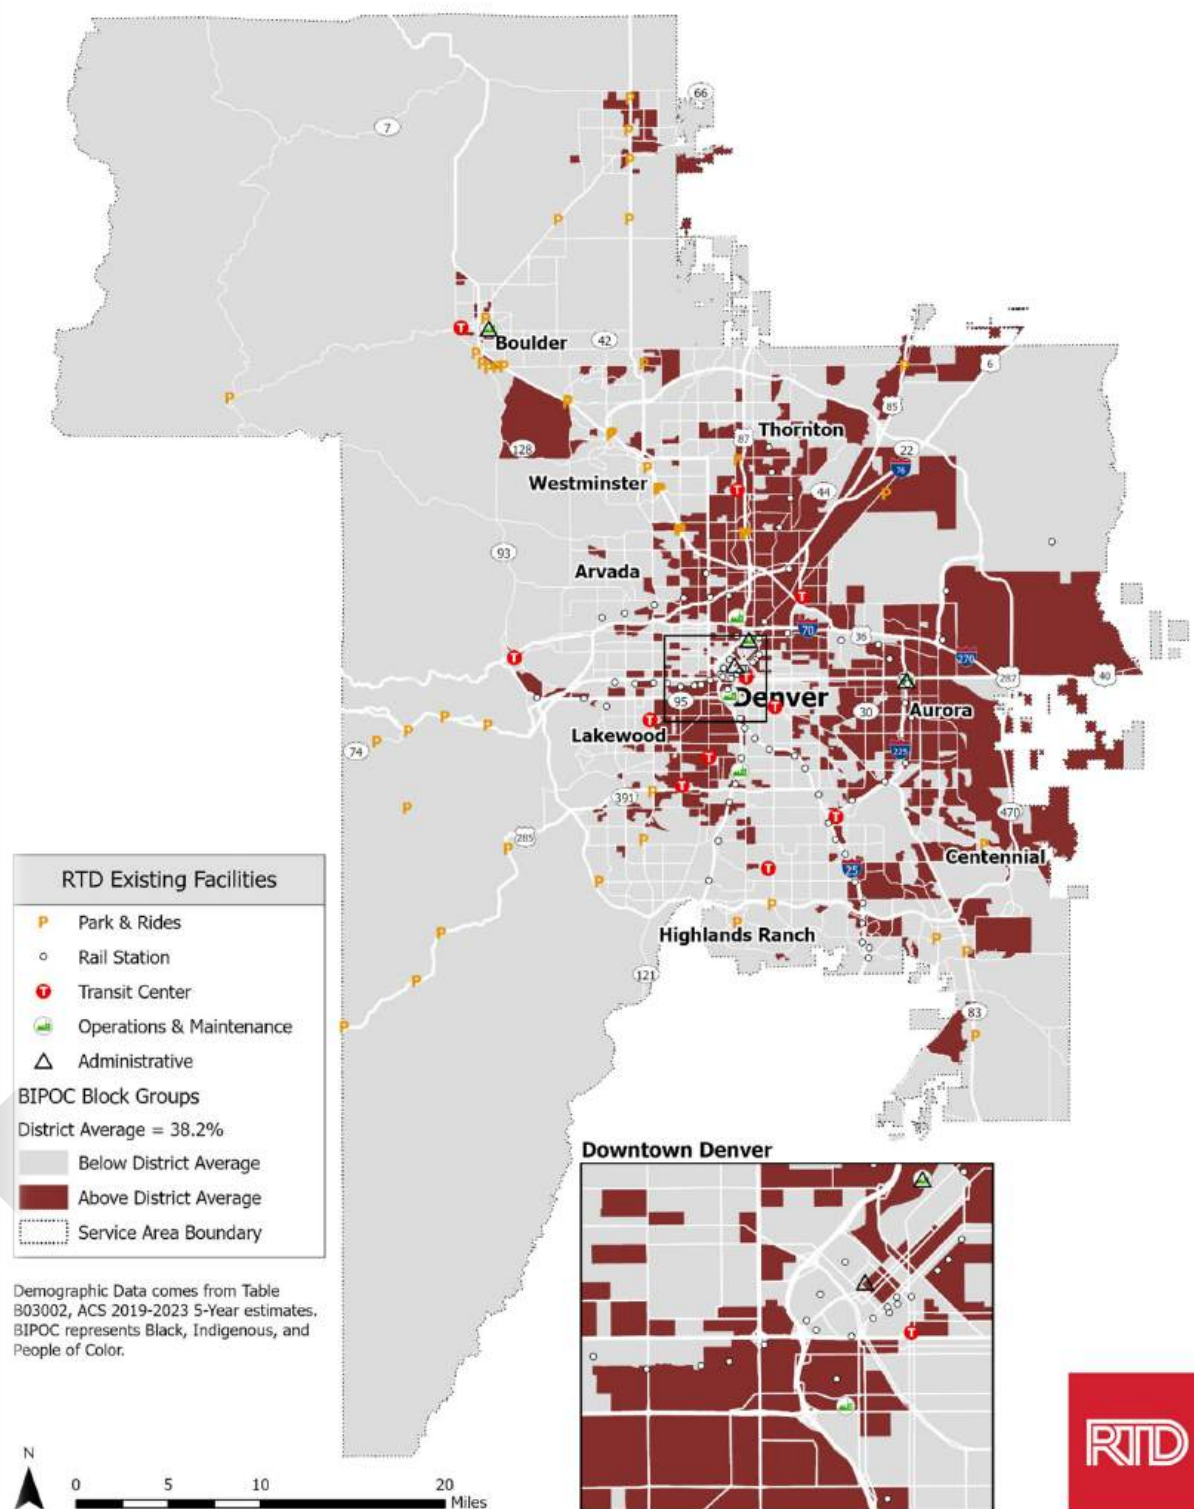 66
7
Boulder
42
6
85
Thornton
87
128
22
76
Westminster
44
93
Arvada
70
36
270
287
40
Denver
95
30
Aurora
Lakewood
74
225
391
470
285
Centennial
25
Highlands Ranch
121
83
RTD Existing Facilities
P Park & Rides
Rail Station
T Transit Center
Operations & Maintenance
Administrative
BIPOC Block Groups
District Average = 38.2%
Below District Average
Above District Average
Service Area Boundary
Demographic Data comes from Table
B03002, ACS 2019-2023 5-Year estimates.
BIPOC represents Black, Indigenous, and
People of Color.
Downtown Denver
N
0 5 10 20
Miles
RTD